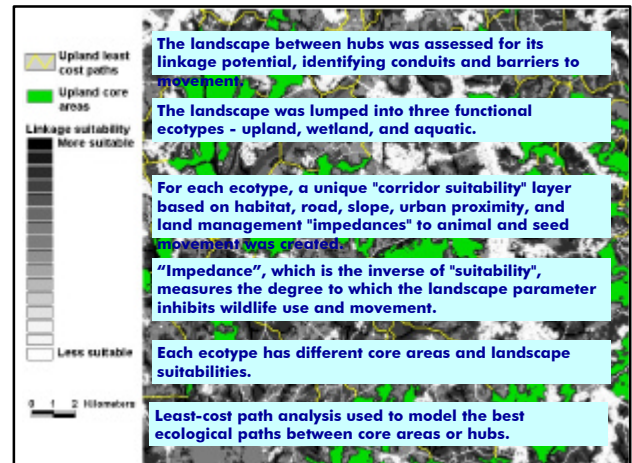 Upland least
cost paths
Upland core
areas
Linkage suitability
More suitable
Less suitable
0 1 2 Kilometers
The landscape between hubs was assessed for its
linkage potential, identifying conduits and barriers to
movement.
The landscape was lumped into three functional
ecotypes - upland, wetland, and aquatic.
For each ecotype, a unique "corridor suitability" layer
based on habitat, road, slope, urban proximity, and
land management "impedances" to animal and seed
movement was created.
“Impedance”, which is the inverse of "suitability",
measures the degree to which the landscape parameter
inhibits wildlife use and movement.
Each ecotype has different core areas and landscape
suitabilities.
Least-cost path analysis used to model the best
ecological paths between core areas or hubs.